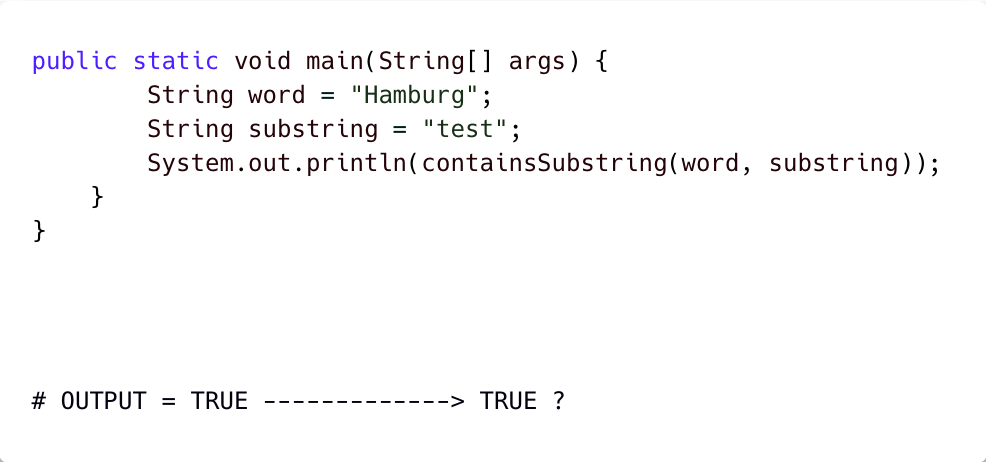 public static void main(String[] args) {
        String word = "Hamburg";
        String substring = "test";
        System.out.println(containsSubstring(word, substring));
    }
}
# OUTPUT = TRUE -------------> TRUE ?